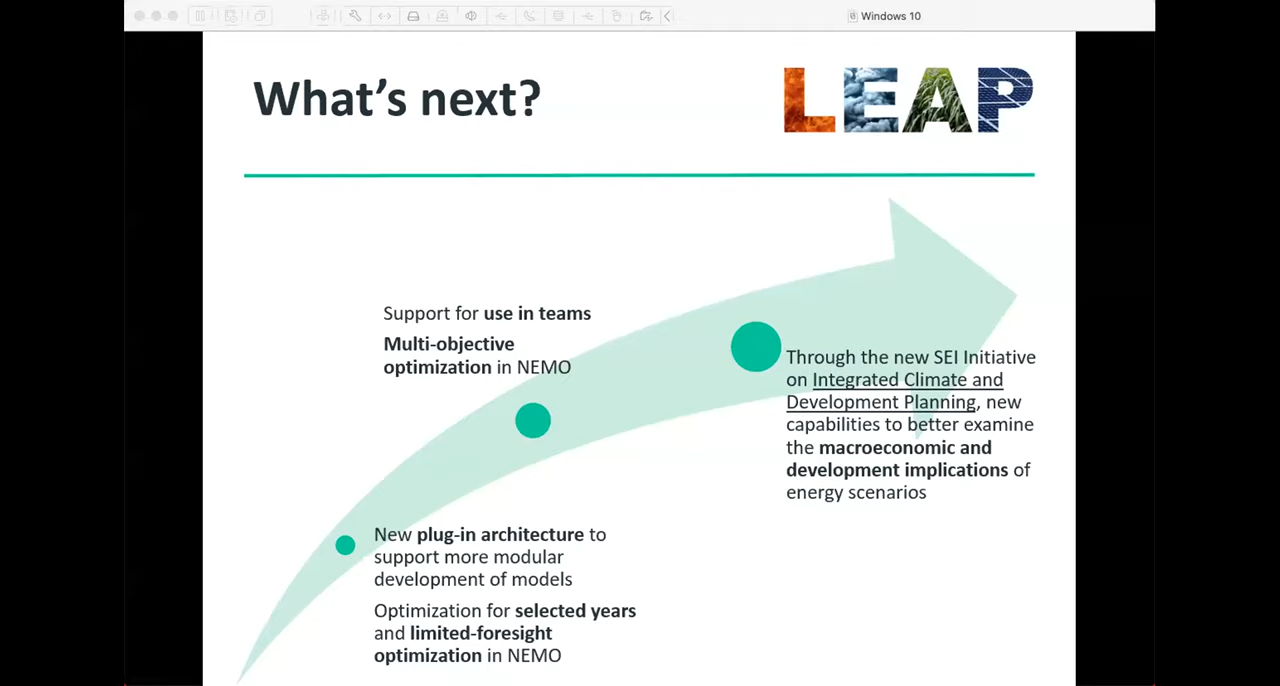 Windows 10
What's next?
LEAP
Support for use in teams
Multi-objective
optimization in NEMO
Through the new SEI Initiative
on Integrated Climate and
Development Planning, new
capabilities to better examine
the macroeconomic and
development implications of
energy scenarios
New plug-in architecture to
support more modular
development of models
Optimization for selected years
and limited-foresight
optimization in NEMO